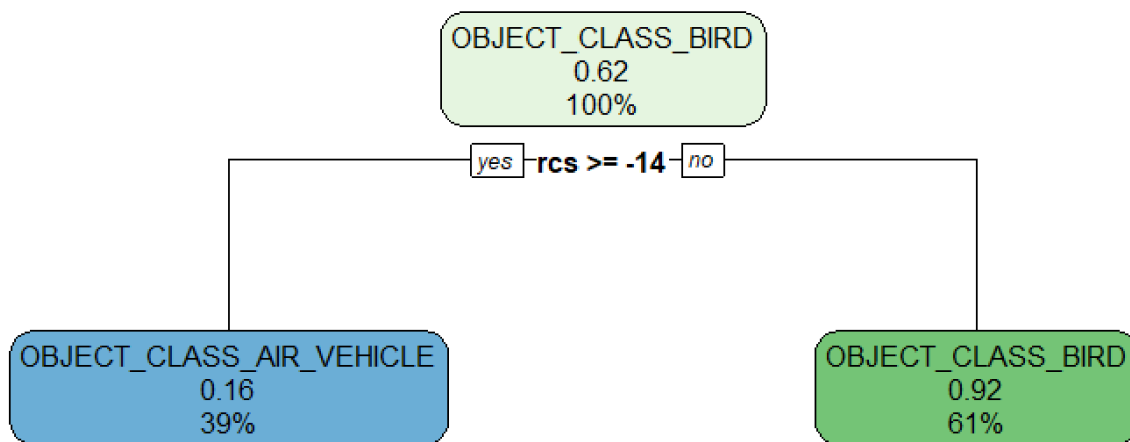 OBJECT_CLASS_BIRD
0.62
100%
yes rcs >= -14 no
OBJECT_CLASS_AIR_VEHICLE
0.16
39%
OBJECT_CLASS_BIRD
0.92
61%